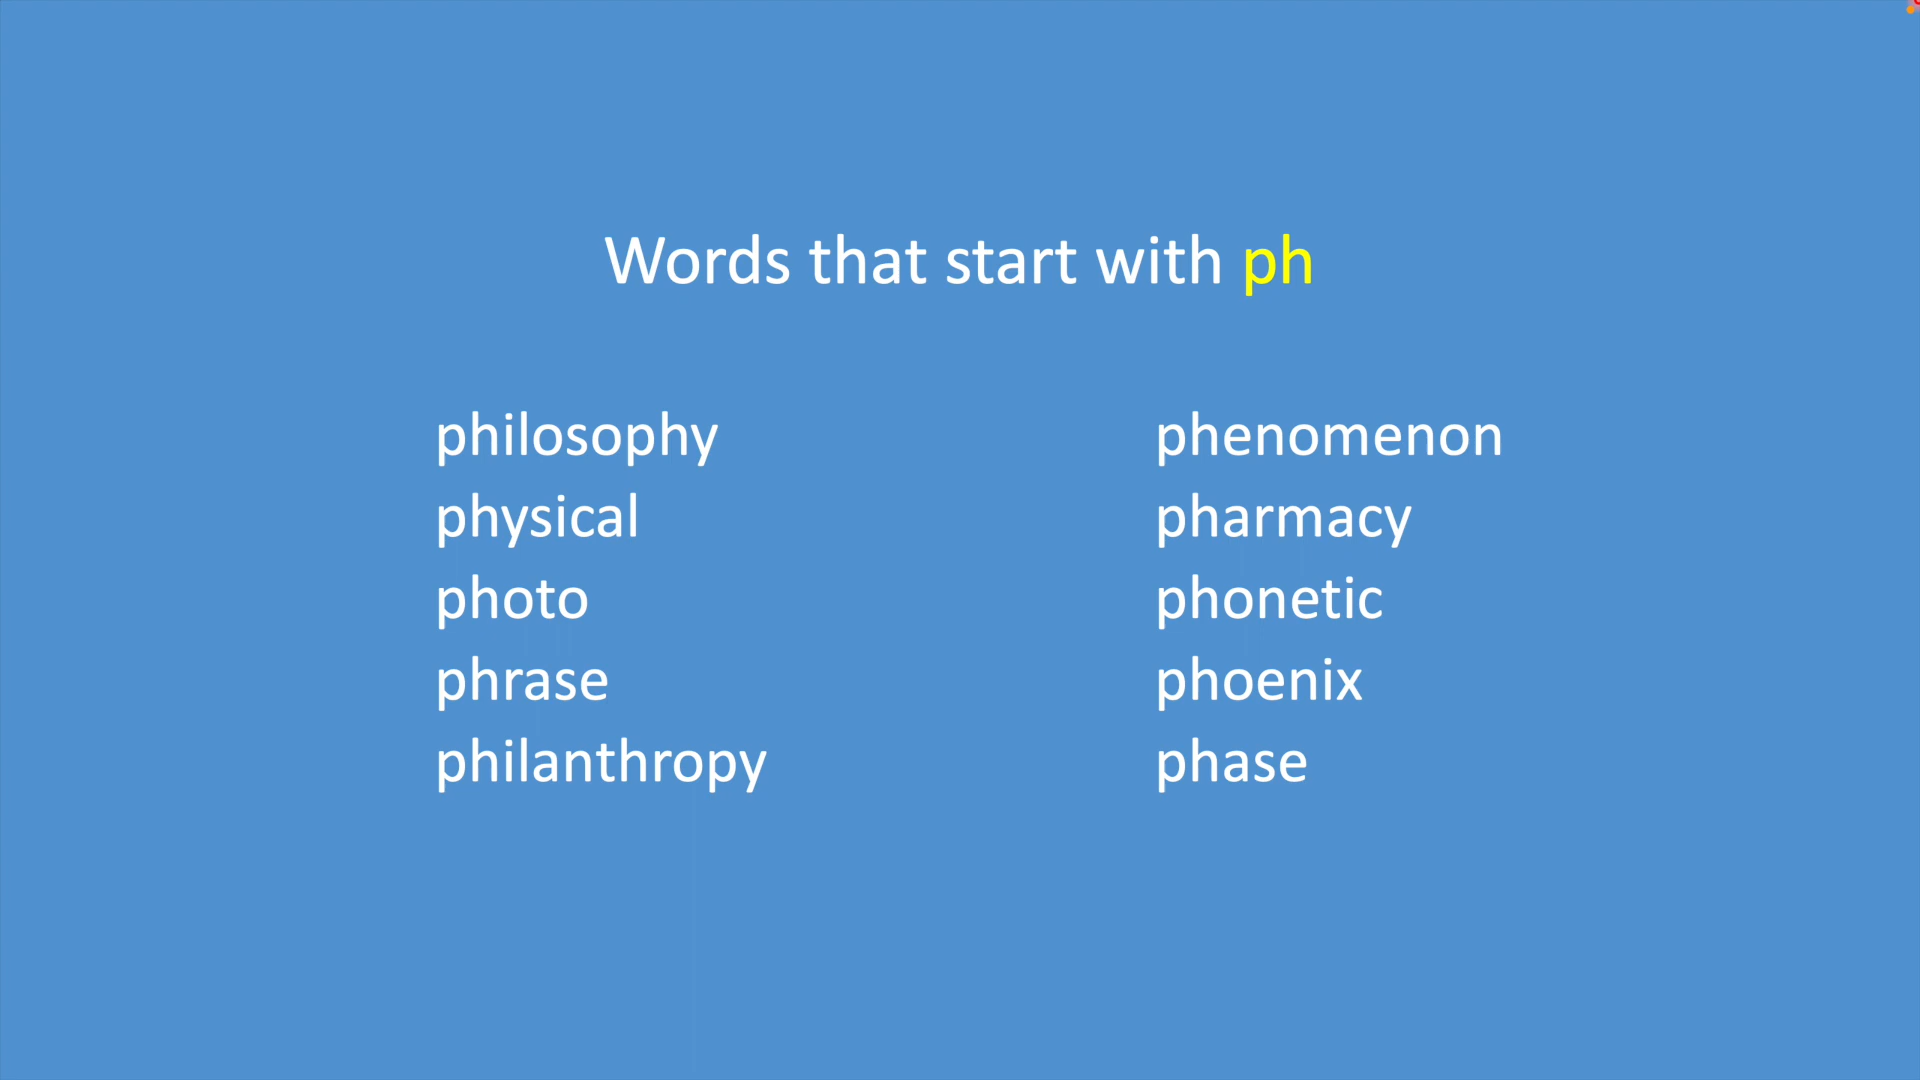 Words that start with ph
philosophy
physical
photo
phrase
philanthropy
phenomenon
pharmacy
phonetic
phoenix
phase